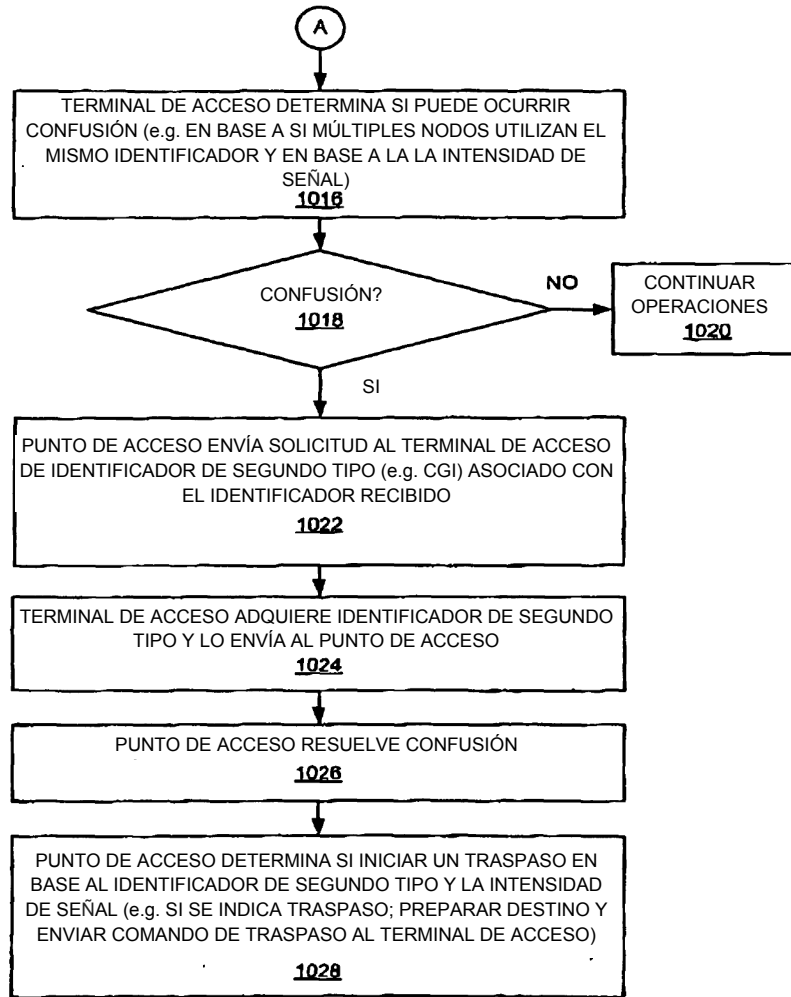 A
TERMINAL DE ACCESO DETERMINA SI PUEDE OCURRIR
CONFUSIÓN (e.g. EN BASE A SI MÚLTIPLES NODOS UTILIZAN EL
MISMO IDENTIFICADOR Y EN BASE A LA LA INTENSIDAD DE
SEÑAL)
1016
CONFUSIÓN?
1018
NO
CONTINUAR
OPERACIONES
1020
SI
PUNTO DE ACCESO ENVÍA SOLICITUD AL TERMINAL DE ACCESO
DE IDENTIFICADOR DE SEGUNDO TIPO (e.g. CGI) ASOCIADO CON
EL IDENTIFICADOR RECIBIDO
1022
TERMINAL DE ACCESO ADQUIERE IDENTIFICADOR DE SEGUNDO
TIPO Y LO ENVÍA AL PUNTO DE ACCESO
1024
PUNTO DE ACCESO RESUELVE CONFUSIÓN
1026
PUNTO DE ACCESO DETERMINA SI INICIAR UN TRASPASO EN
BASE AL IDENTIFICADOR DE SEGUNDO TIPO Y LA INTENSIDAD
DE SEÑAL (e.g. SI SE INDICA TRASPASO; PREPARAR DESTINO Y
ENVIAR COMANDO DE TRASPASO AL TERMINAL DE ACCESO)
1028